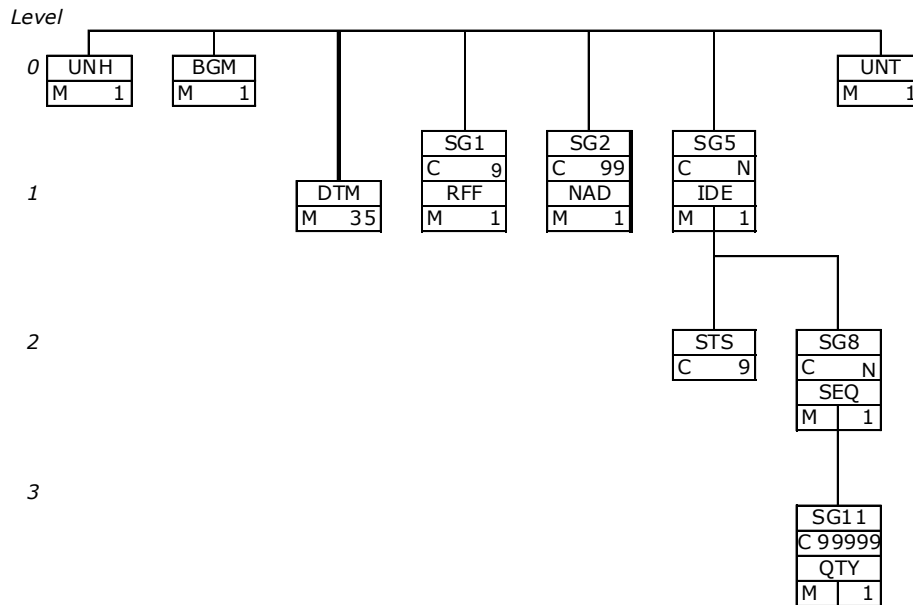 Level
0 UNH BGM UNT
M 1 M 1 M 1
SG1 SG2 SG5
C 9 C 99 C N
1 DTM RFF NAD IDE
M 35 M 1 M 1 M 1
2 STS SG8
C 9 C N
SEQ
M 1
3
SG11
C 99999
QTY
M 1